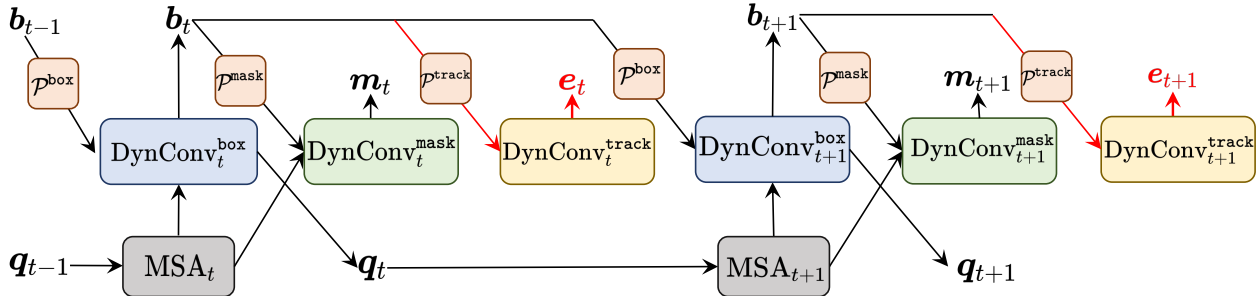 b_{t-1} b_t b_{t+1}
𝒫^{box} 𝒫^{mask} 𝒫^{track} 𝒫^{box} 𝒫^{mask} 𝒫^{track}
m_t e_t m_{t+1} e_{t+1}
DynConv_t^{box} DynConv_t^{mask} DynConv_t^{track} DynConv_{t+1}^{box} DynConv_{t+1}^{mask} DynConv_{t+1}^{track}
q_{t-1} MSA_t q_t MSA_{t+1} q_{t+1}